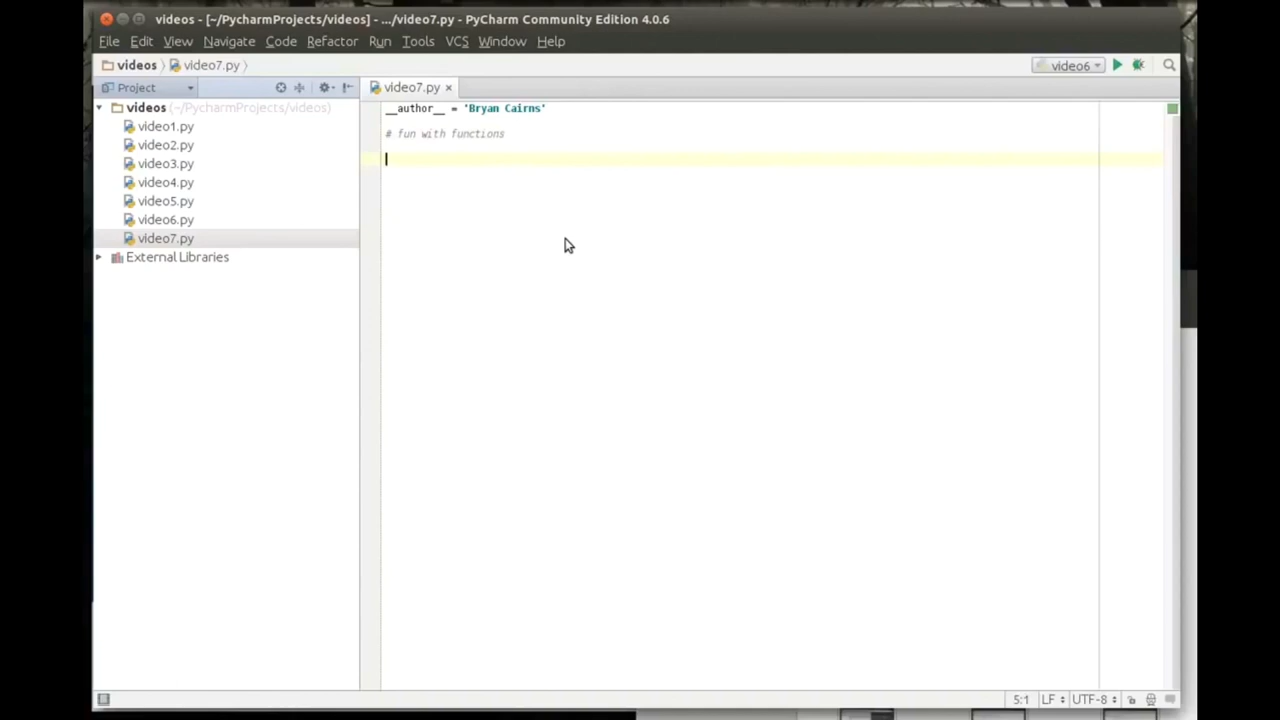 videos - [~/PycharmProjects/videos] - .../video7.py - PyCharm Community Edition 4.0.6
File Edit View Navigate Code Refactor Run Tools VCS Window Help
videos video7.py video6
Project video7.py
videos (~/PycharmProjects/videos)
video1.py
video2.py
video3.py
video4.py
video5.py
video6.py
video7.py
External Libraries
__author__ = 'Bryan Cairns'
# fun with functions
5:1 LF UTF-8